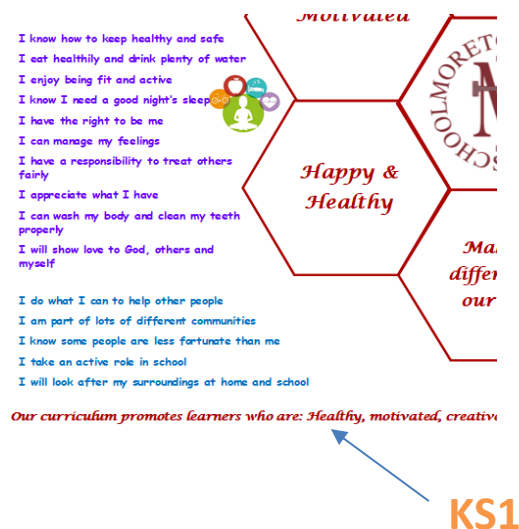 Motivated
I know how to keep healthy and safe
I eat healthily and drink plenty of water
I enjoy being fit and active
I know I need a good night's sleep
I have the right to be me
I can manage my feelings
I have a responsibility to treat others
fairly
I appreciate what I have
I can wash my body and clean my teeth
properly
I will show love to God, others and
myself
Happy &
Healthy
I do what I can to help other people
I am part of lots of different communities
I know some people are less fortunate than me
I take an active role in school
I will look after my surroundings at home and school
our
Our curriculum promotes learners who are: Healthy, motivated,
KS1